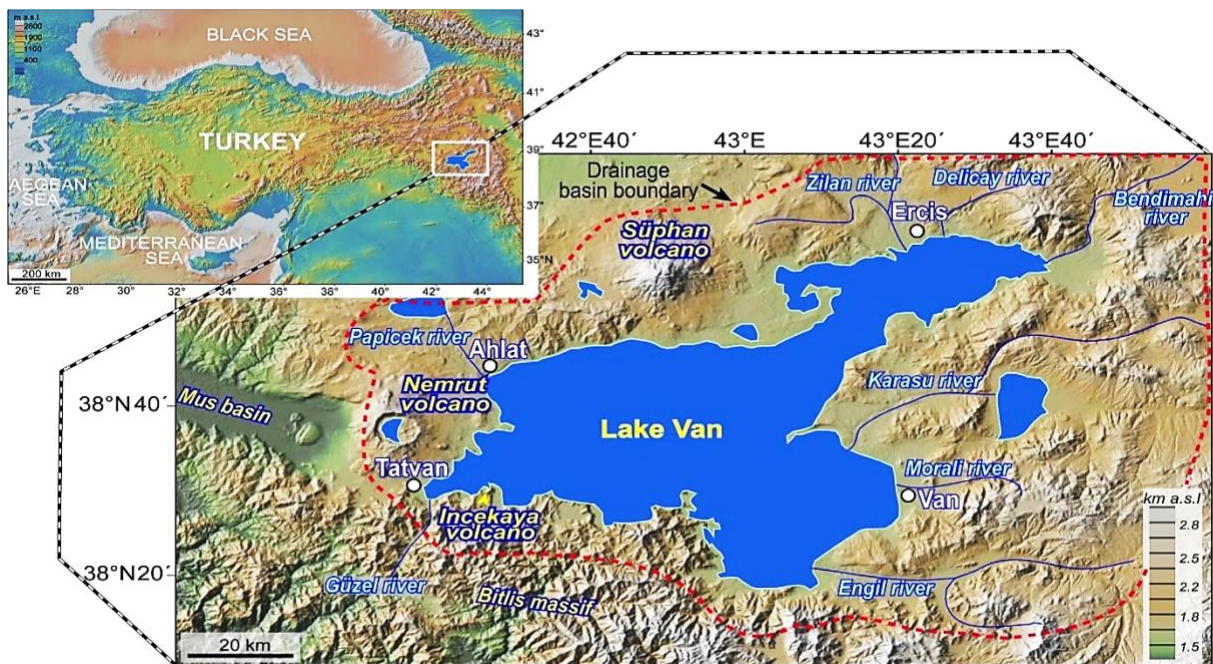 m a.s.l
2600
1900
1100
400
BLACK SEA
TURKEY
AEGEAN
SEA
MEDITERRANEAN
SEA
200 km
26°E
28°
30°
32°
34°
36°
38°
40
42
44
43°
41°
39°
37°
35°N
42°E40´
43°E
43°E20´
43°E40´
Drainage
basin boundary
Zilan river
Delicay river
Bendimahi
river
Ercis
Süphan
volcano
Papicek river
Ahlat
Nemrut
volcano
Mus basin
38°N40´
Karasu river
Lake Van
Tatvan
Morali river
Van
Incekaya
volcano
38°N20´
Güzel river
Bitlis massif
Engil river
20 km
km a.s.l
2.8
2.5
2.2
1.8
1.5